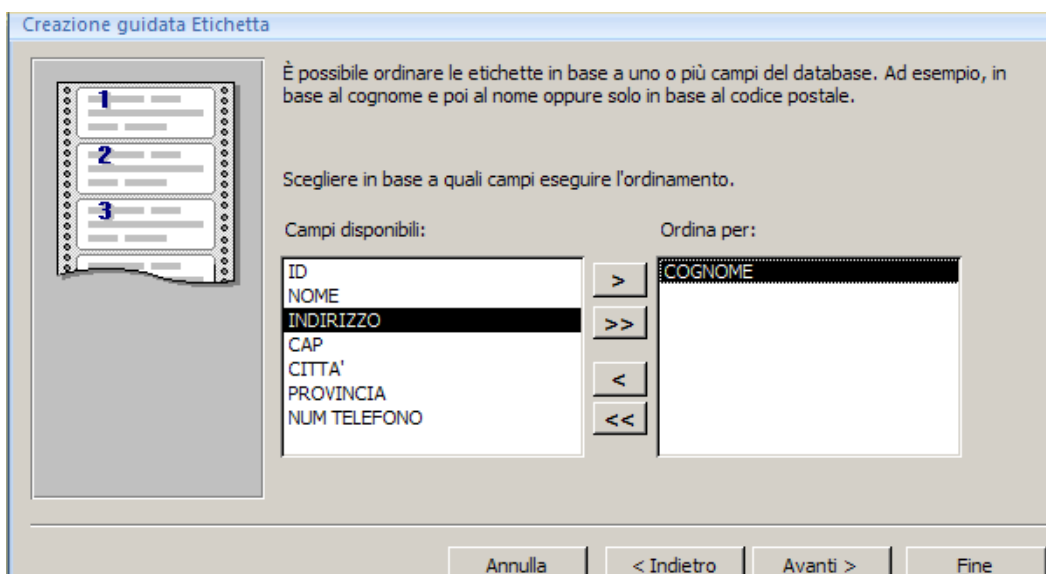 Creazione guidata Etichetta
1
2
3
È possibile ordinare le etichette in base a uno o più campi del database. Ad esempio, in
base al cognome e poi al nome oppure solo in base al codice postale.
Scegliere in base a quali campi eseguire l'ordinamento.
Campi disponibili:
ID
NOME
INDIRIZZO
CAP
CITTA'
PROVINCIA
NUM TELEFONO
>
>>
<
<<
Ordina per:
COGNOME
Annulla
< Indietro
Avanti >
Fine